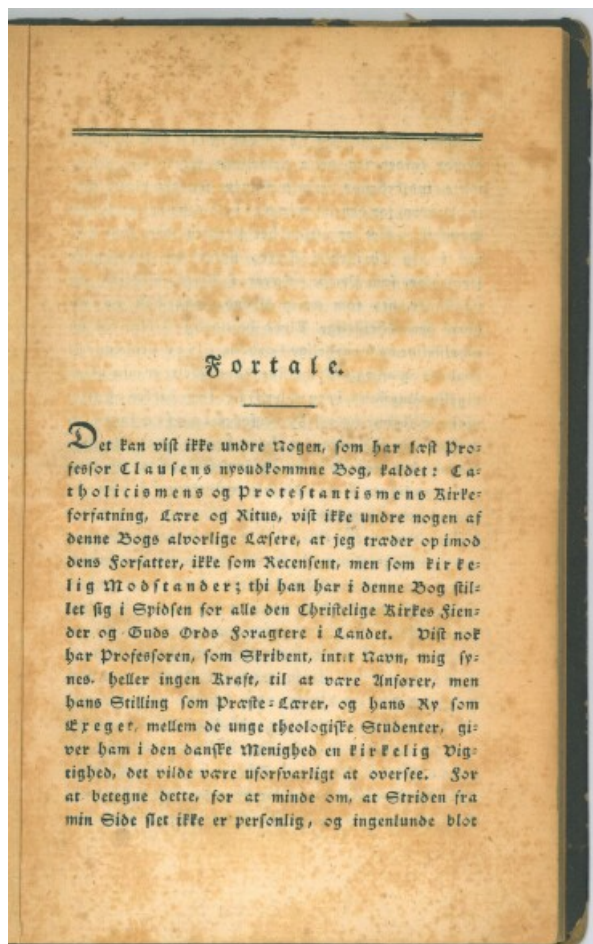 Fortale.
Det kan vist ikke undre Nogen, som har læst Pro-
fessor Clausens nysudkommne Bog, kaldet: Ca-
tholicismens og Protestantismens Kirke-
forfatning, Lære og Ritus, vist ikke undre nogen af
denne Bogs alvorlige Læsere, at jeg træder op imod
dens Forfatter, ikke som Recensent, men som kirke-
lig Modstander; thi han har i denne Bog stil-
let sig i Spidsen for alle den Christelige Kirkes Fien-
der og Guds Ords Foragtere i Landet. Vist nok
har Professoren, som Skribent, intet Navn, mig sy-
nes. heller ingen Kraft, til at være Anfører, men
hans Stilling som Præste-Lærer, og hans Ry som
Exeget, mellem de unge theologiske Studenter, gi-
ver ham i den danske Menighed en kirkelig Vig-
tighed, det vilde være uforsvarligt at oversee. For
at betegne dette, for at minde om, at Striden fra
min Side slet ikke er personlig, og ingenlunde blot